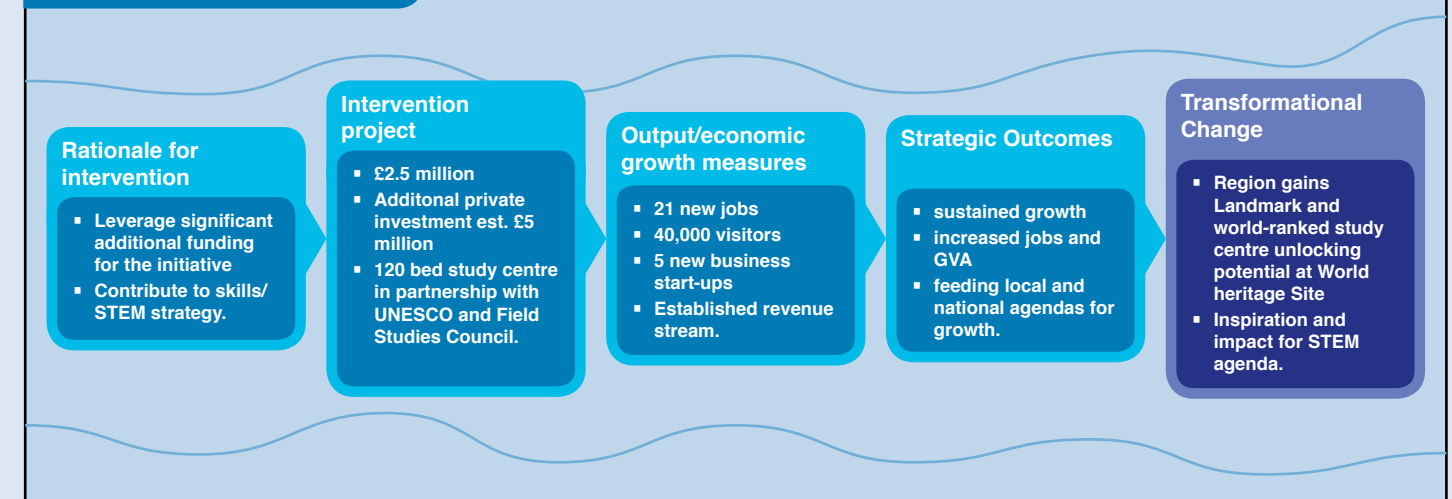 Rationale for
intervention
▪ Leverage significant
additional funding
for the initiative
▪ Contribute to skills/
STEM strategy.
Intervention
project
▪ £2.5 million
▪ Additonal private
investment est. £5
million
▪ 120 bed study centre
in partnership with
UNESCO and Field
Studies Council.
Output/economic
growth measures
▪ 21 new jobs
▪ 40,000 visitors
▪ 5 new business
start-ups
▪ Established revenue
stream.
Strategic Outcomes
▪ sustained growth
▪ increased jobs and
GVA
▪ feeding local and
national agendas for
growth.
Transformational
Change
▪ Region gains
Landmark and
world-ranked study
centre unlocking
potential at World
heritage Site
▪ Inspiration and
impact for STEM
agenda.